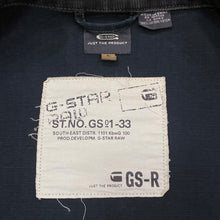 G-STAR
JUST THE PRODUCT
G-STAR
RAW
ST.NO. GS01-33
SOUTH EAST DISTR. 1101 KBinG 100
PROD.DEVELOPM. G-STAR RAW.
JUST THE PRODUCT
GS-R